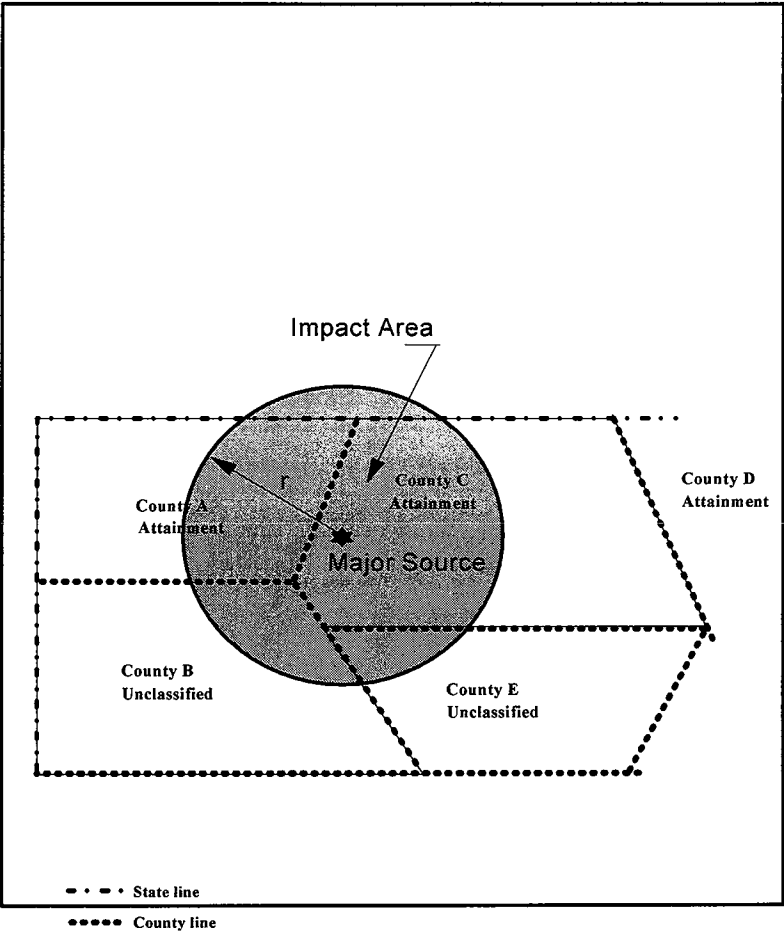 Impact Area
r
County A
Attainment
County C
Attainment
County D
Attainment
Major Source
County B
Unclassified
County E
Unclassified
State line
County line